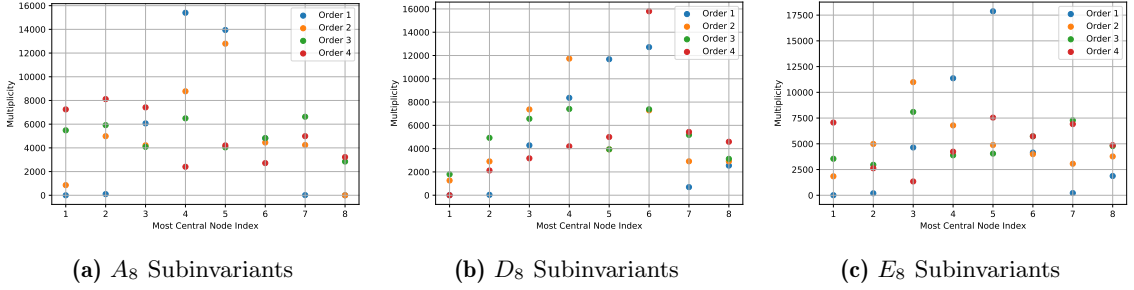 16000
14000
12000
10000
8000
6000
4000
2000
0
Multiplicity
1 2 3 4 5 6 7 8
Most Central Node Index
Order 1
Order 2
Order 3
Order 4
(a) A8 Subinvariants
16000
14000
12000
10000
8000
6000
4000
2000
0
Multiplicity
1 2 3 4 5 6 7 8
Most Central Node Index
Order 1
Order 2
Order 3
Order 4
(b) D8 Subinvariants
17500
15000
12500
10000
7500
5000
2500
0
Multiplicity
1 2 3 4 5 6 7 8
Most Central Node Index
Order 1
Order 2
Order 3
Order 4
(c) E8 Subinvariants